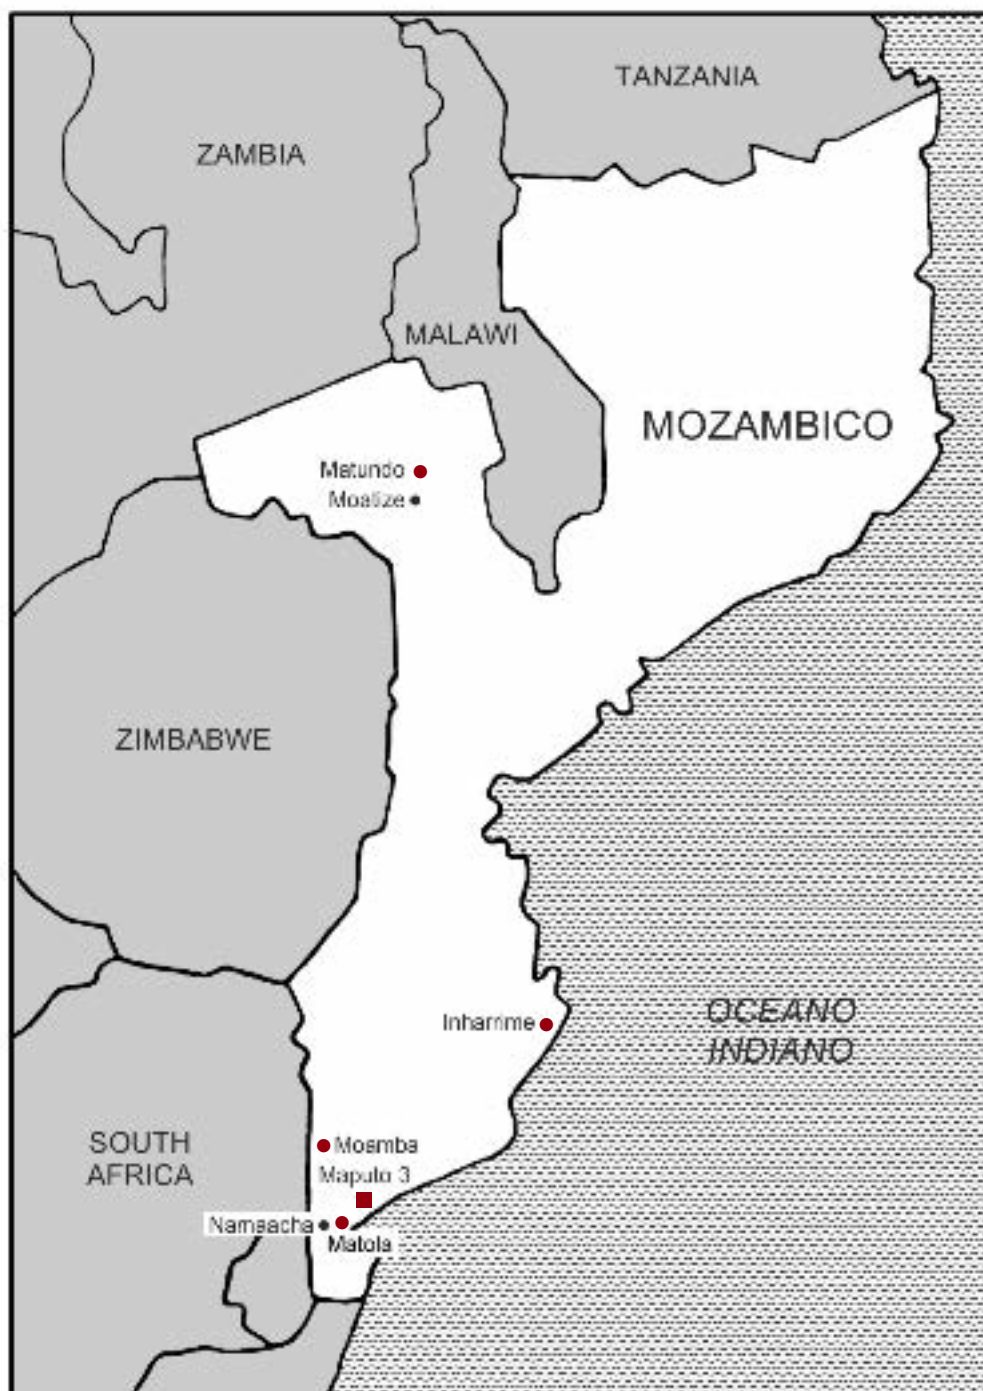 TANZANIA
ZAMBIA
MALAWI
MOZAMBICO
Matundo
Moatize
ZIMBABWE
OCEANO
INDIANO
Inharrime
SOUTH
AFRICA
Moamba
Maputo 3
Namaacha
Matola